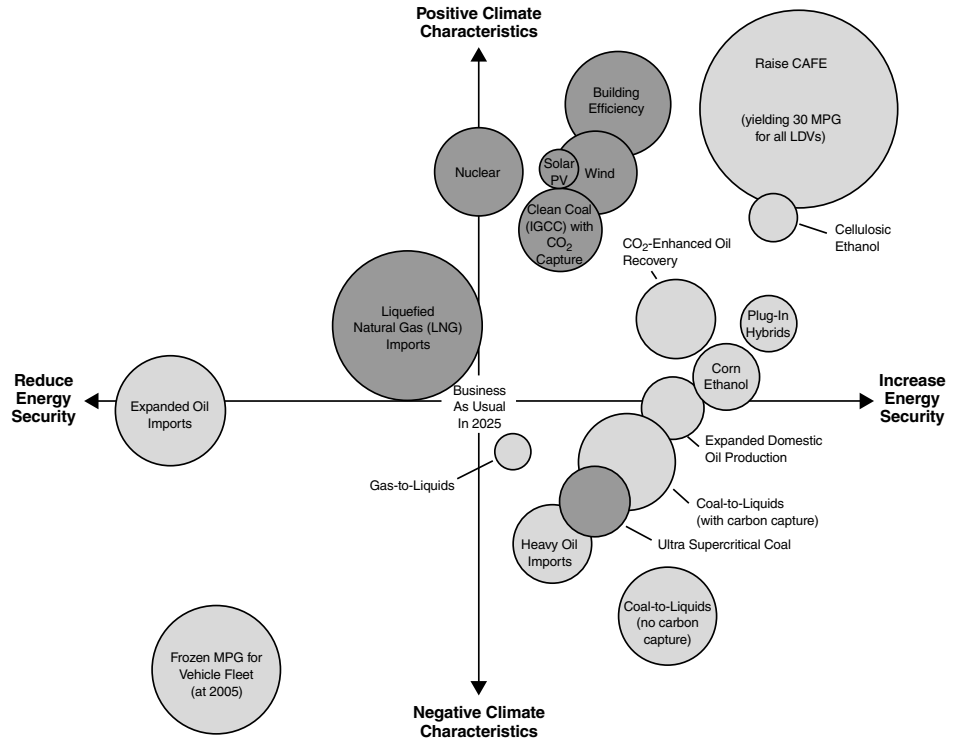 Positive Climate
Characteristics
Raise CAFE
(yielding 30 MPG
for all LDVs)
Building
Efficiency
Nuclear
Solar
PV
Wind
Clean Coal
(IGCC) with
CO2
Capture
Cellulosic
Ethanol
CO2-Enhanced Oil
Recovery
Liquefied
Natural Gas (LNG)
Imports
Plug-In
Hybrids
Corn
Ethanol
Reduce
Energy
Security
Expanded Oil
Imports
Business
As Usual
In 2025
Increase
Energy
Security
Expanded Domestic
Oil Production
Gas-to-Liquids
Coal-to-Liquids
(with carbon capture)
Ultra Supercritical Coal
Heavy Oil
Imports
Coal-to-Liquids
(no carbon
capture)
Frozen MPG for
Vehicle Fleet
(at 2005)
Negative Climate
Characteristics